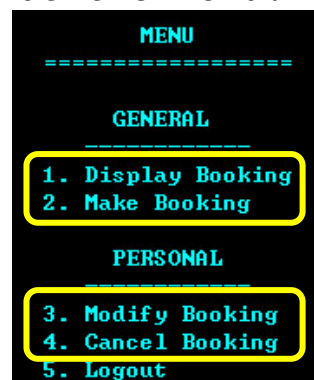 MENU
===================
GENERAL
------------
1. Display Booking
2. Make Booking
PERSONAL
------------
3. Modify Booking
4. Cancel Booking
5. Logout